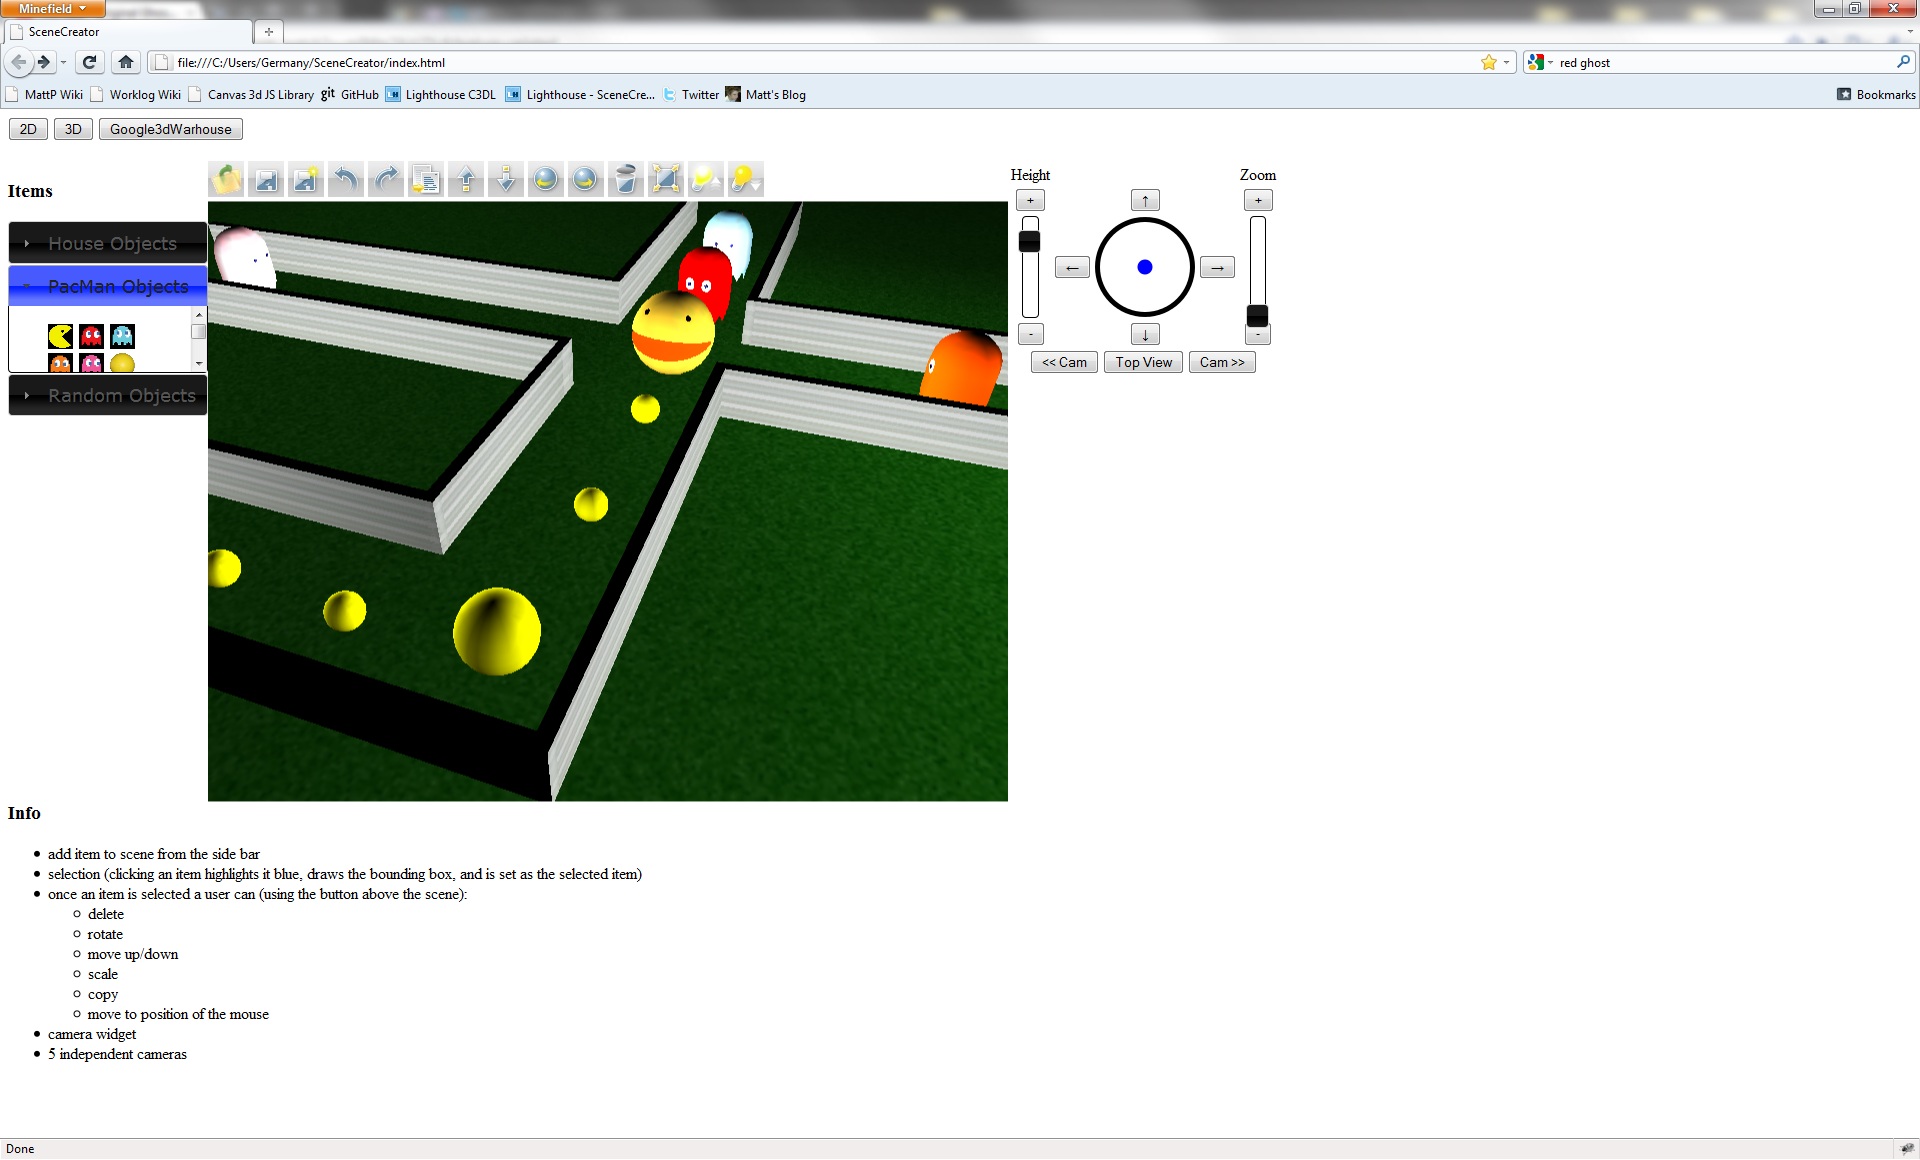 Minefield
SceneCreator
file:///C:/Users/Germany/SceneCreator/index.html
red ghost
MattP Wiki Worklog Wiki Canvas 3d JS Library git GitHub Lighthouse C3DL Lighthouse - SceneCre... Twitter Matt's Blog Bookmarks
2D 3D Google3dWarhouse
Items
House Objects
PacMan Objects
Random Objects
Height Zoom
+ ↑ +
← →
- ↓ -
<< Cam Top View Cam >>
Info
• add item to scene from the side bar
• selection (clicking an item highlights it blue, draws the bounding box, and is set as the selected item)
• once an item is selected a user can (using the button above the scene):
○ delete
○ rotate
○ move up/down
○ scale
○ copy
○ move to position of the mouse
• camera widget
• 5 independent cameras
Done